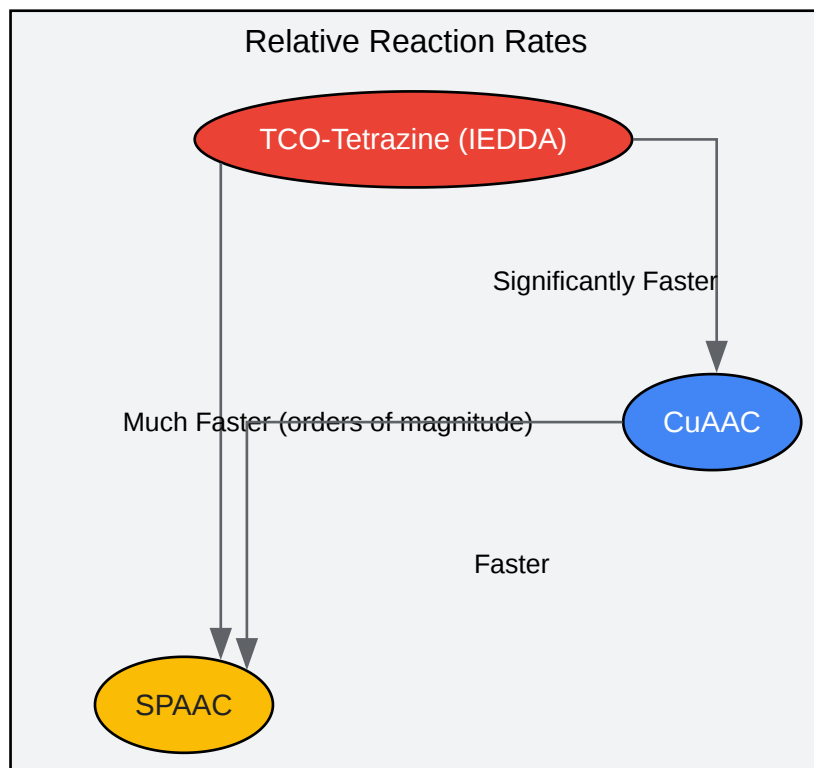 Relative Reaction Rates
TCO-Tetrazine (IEDDA)
Significantly Faster
Much Faster (orders of magnitude)
CuAAC
Faster
SPAAC